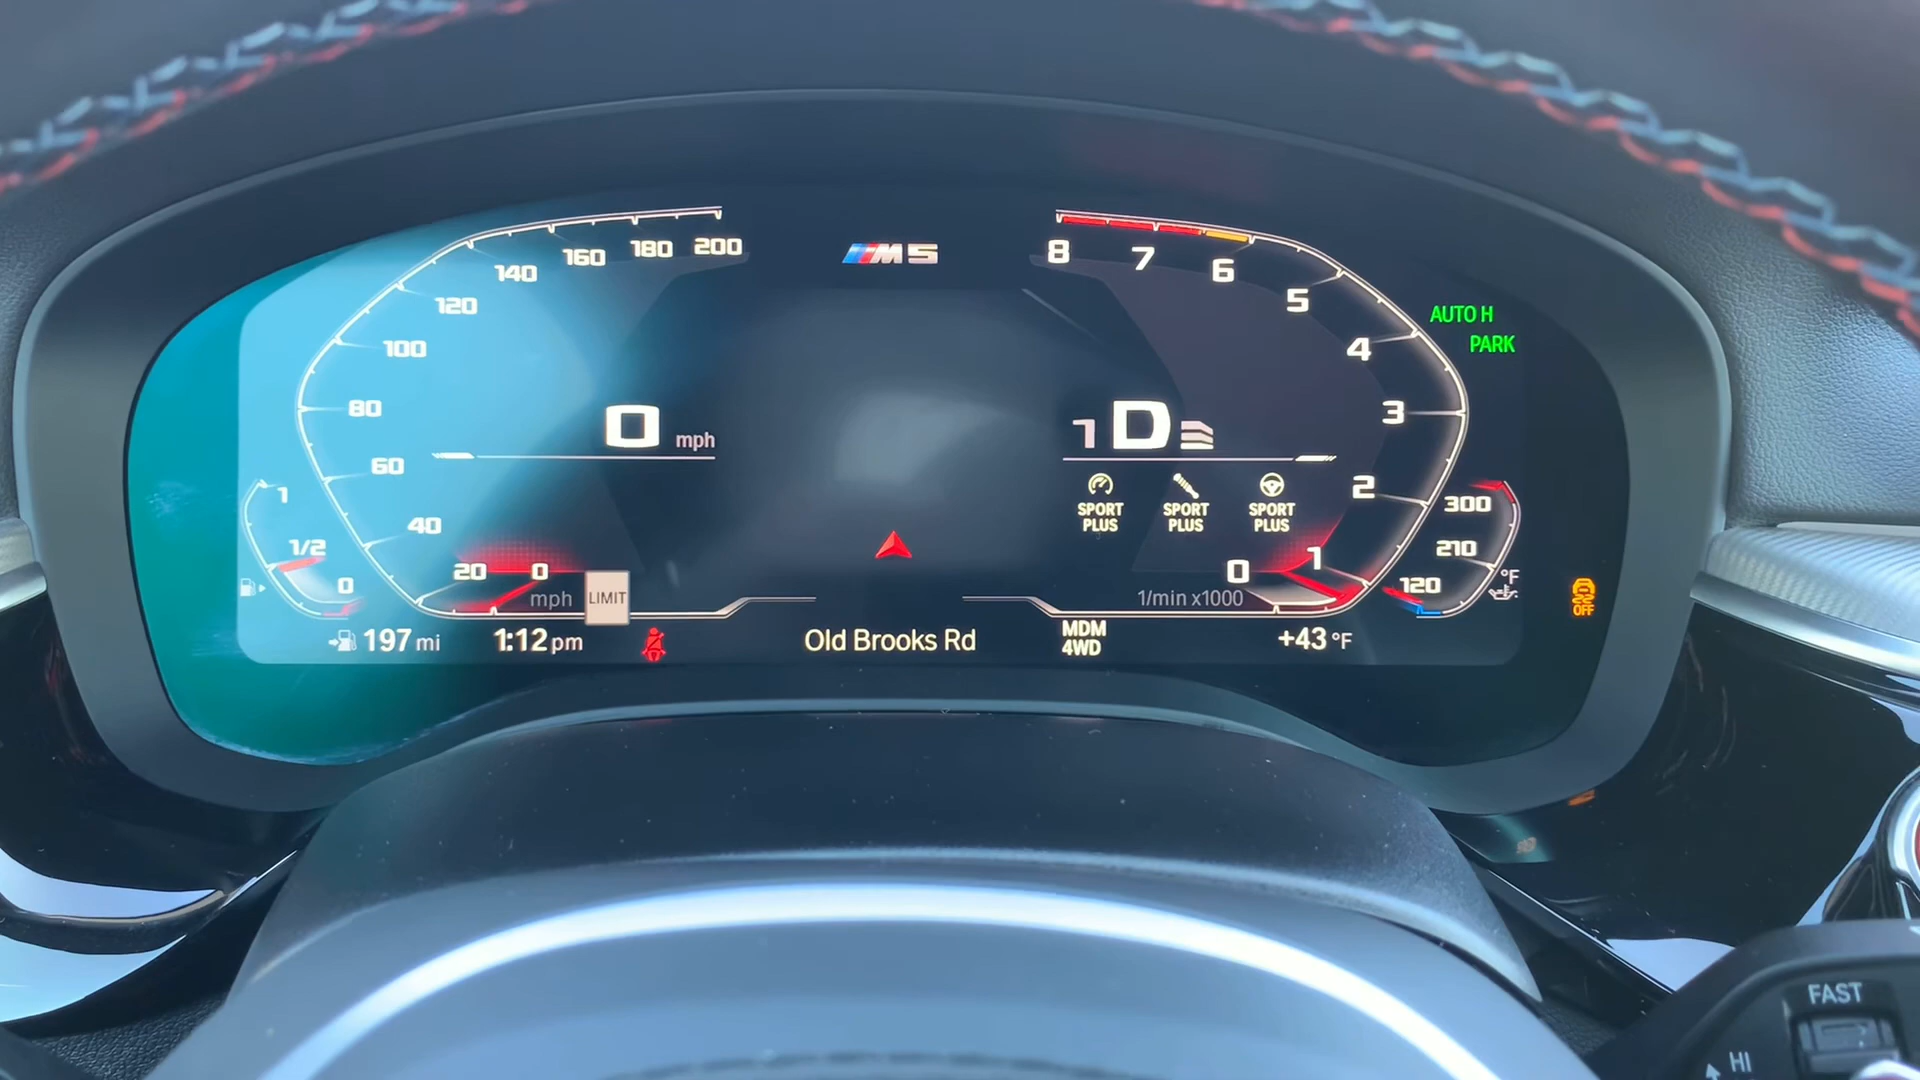 M5
200
180
160
140
120
100
80
60
40
20
0
mph
0 mph
8
7
6
5
4
3
2
1
0
1/min x1000
1 D
SPORT PLUS
SPORT PLUS
SPORT PLUS
AUTO H
PARK
1
1/2
0
300
210
120
°F
OFF
LIMIT
197 mi
1:12 pm
Old Brooks Rd
MDM
4WD
+43 °F
FAST
HI